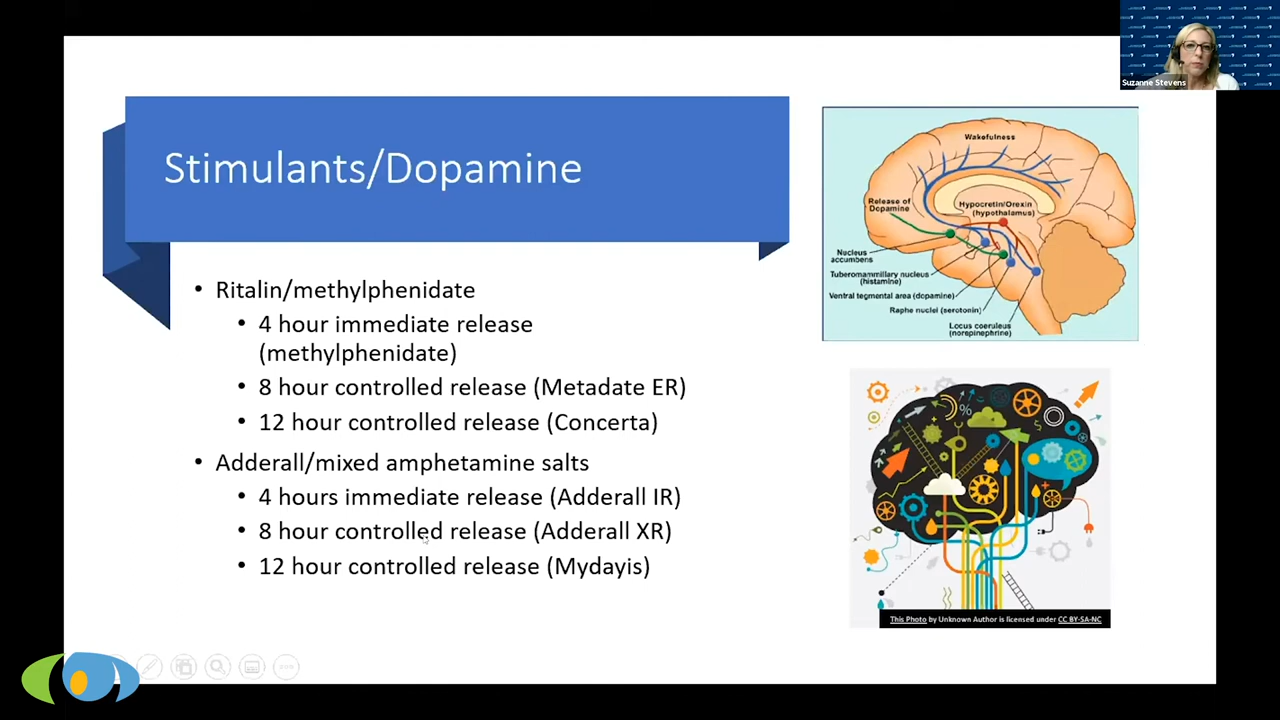 Suzanne Stevens
Stimulants/Dopamine
• Ritalin/methylphenidate
• 4 hour immediate release
(methylphenidate)
• 8 hour controlled release (Metadate ER)
• 12 hour controlled release (Concerta)
• Adderall/mixed amphetamine salts
• 4 hours immediate release (Adderall IR)
• 8 hour controlled release (Adderall XR)
• 12 hour controlled release (Mydayis)
Wakefulness
Release of
Dopamine
Hypocretin/Orexin
(hypothalamus)
Nucleus
accumbens
Tuberomammillary nucleus
(histamine)
Ventral tegmental area (dopamine)
Raphe nuclei (serotonin)
Locus coeruleus
(norepinephrine)
%
This Photo by Unknown Author is licensed under CC BY-SA-NC